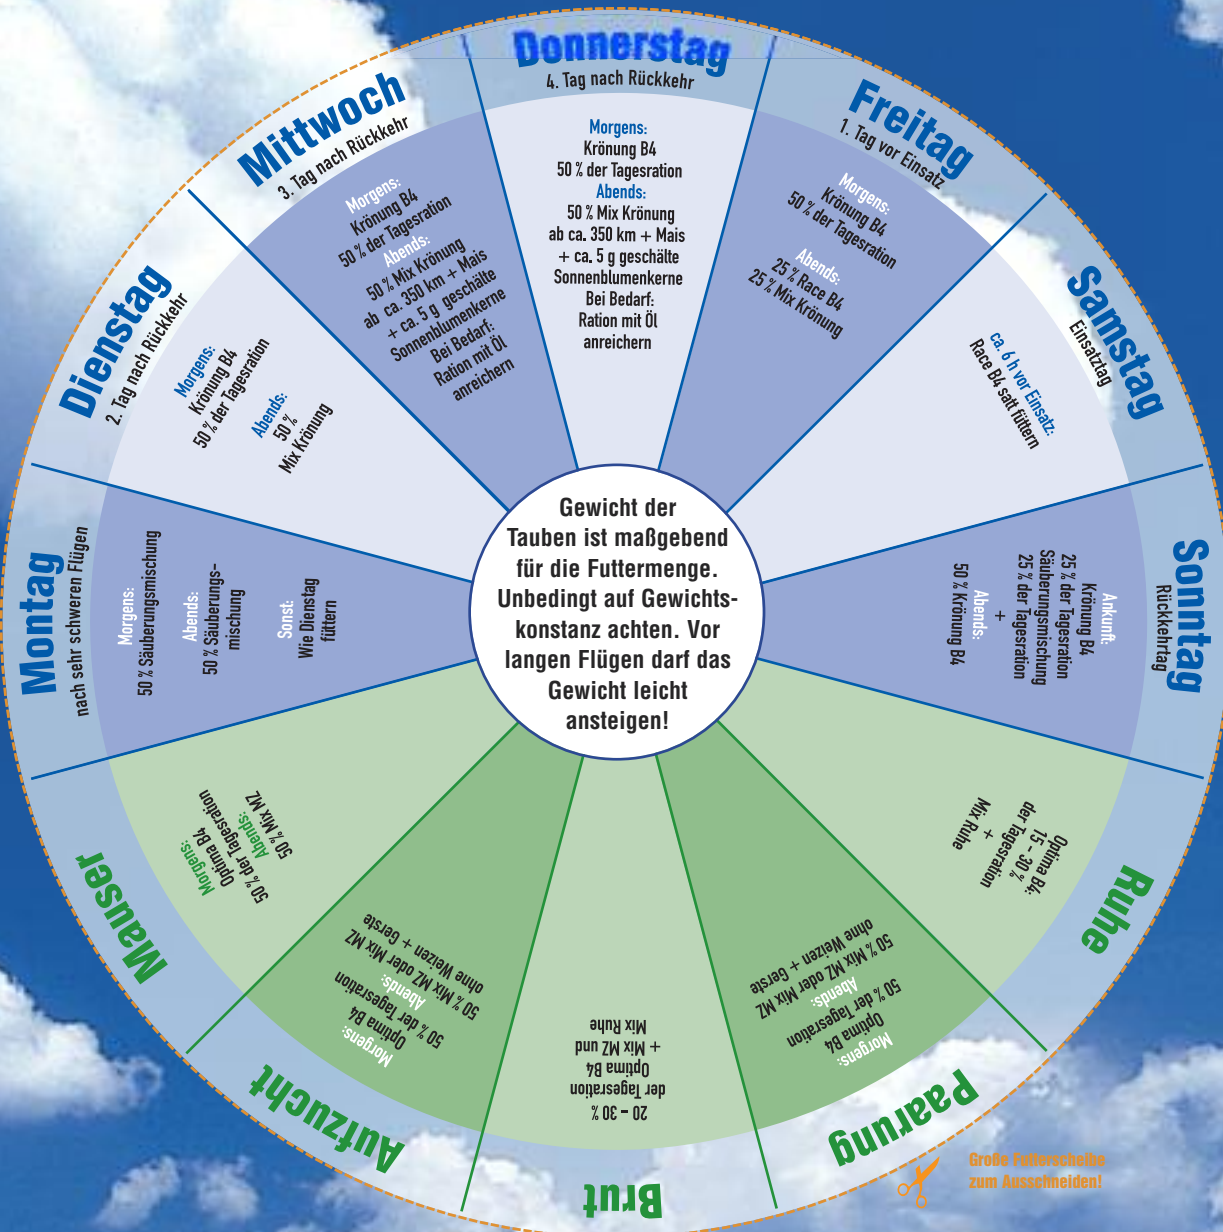 Donnerstag
4. Tag nach Rückkehr
Morgens:
Krönung B4
50 % der Tagesration
Abends:
50 % Mix Krönung
ab ca. 350 km + Mais
+ ca. 5 g geschälte
Sonnenblumenkerne
Bei Bedarf:
Ration mit Öl
anreichern
Freitag
1. Tag vor Einsatz
Morgens:
Krönung B4
50 % der Tagesration
Abends:
25 % Race B4
25 % Mix Krönung
Samstag
Einsatztag
ca. 6 h vor Einsatz:
Race B4 satt füttern
Sonntag
Rückkehrtag
Ankunft:
Krönung B4
25 % der Tagesration
Säuberungsmischung
25 % der Tagesration
+
Abends:
50 % Krönung B4
Ruhe
Optima B4:
15 – 30 %
der Tagesration
+
Mix Ruhe
Paarung
Morgens:
Optima B4
50 % der Tagesration
Abends:
50 % Mix MZ oder Mix MZ
ohne Weizen + Gerste
Brut
20 – 30 %
der Tagesration
Optima B4
+ Mix MZ und
Mix Ruhe
Aufzucht
Morgens:
Optima B4
50 % der Tagesration
Abends:
50 % Mix MZ oder Mix MZ
ohne Weizen + Gerste
Mauser
Morgens:
Optima B4
50 % der Tagesration
Abends:
50 % Mix MZ
Montag
nach sehr schweren Flügen
Morgens:
50 % Säuberungsmischung
Abends:
50 % Säuberungs-
mischung
Sonst:
Wie Dienstag
füttern
Dienstag
2. Tag nach Rückkehr
Morgens:
Krönung B4
50 % der Tagesration
Abends:
50 %
Mix Krönung
Mittwoch
3. Tag nach Rückkehr
Morgens:
Krönung B4
50 % der Tagesration
Abends:
50 % Mix Krönung
ab ca. 350 km + Mais
+ ca. 5 g geschälte
Sonnenblumenkerne
Bei Bedarf:
Ration mit Öl
anreichern
Gewicht der
Tauben ist maßgebend
für die Futtermenge.
Unbedingt auf Gewichts-
konstanz achten. Vor
langen Flügen darf das
Gewicht leicht
ansteigen!
Große Futterscheibe
zum Ausschneiden!